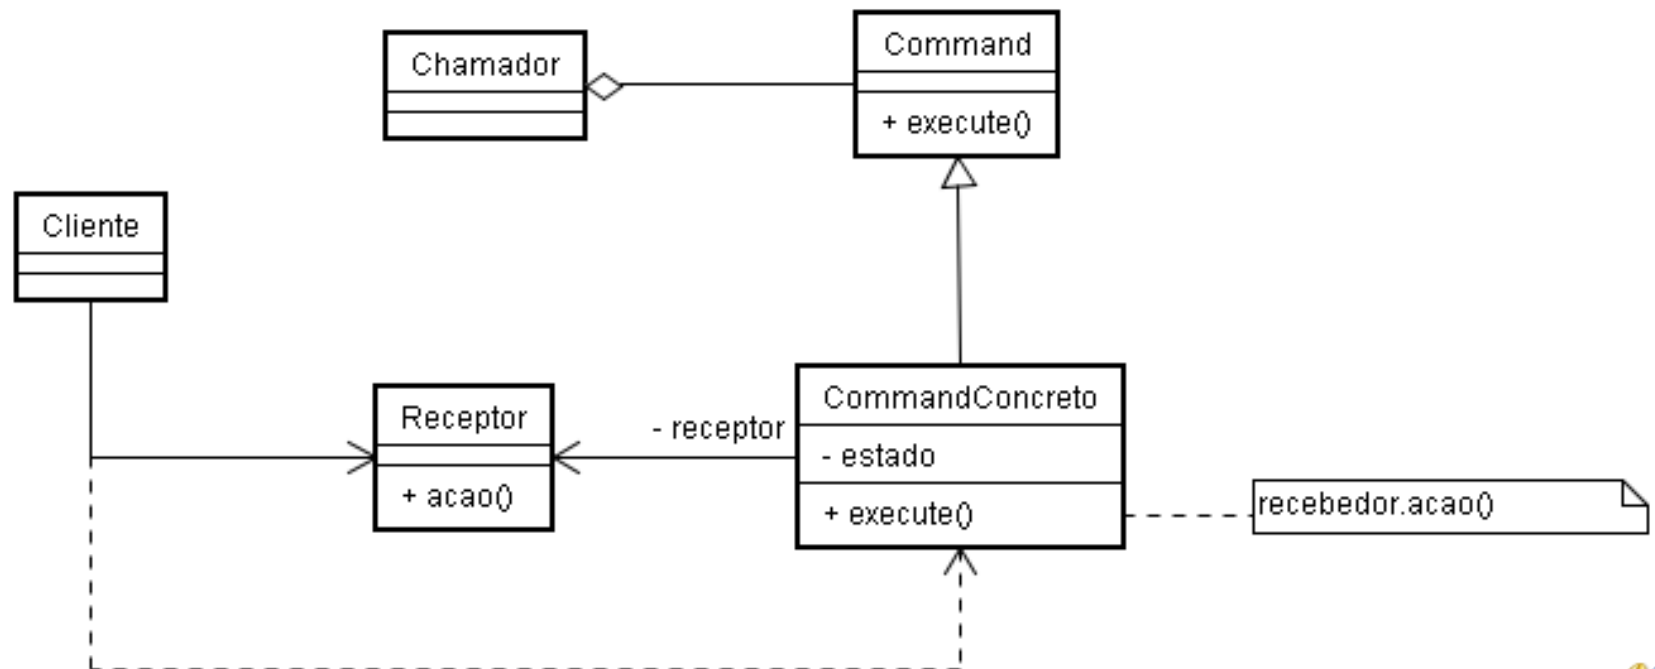 Command
Chamador
+ execute()
Cliente
Receptor
+ acao()
- receptor
CommandConcreto
- estado
+ execute()
recebedor.acao()